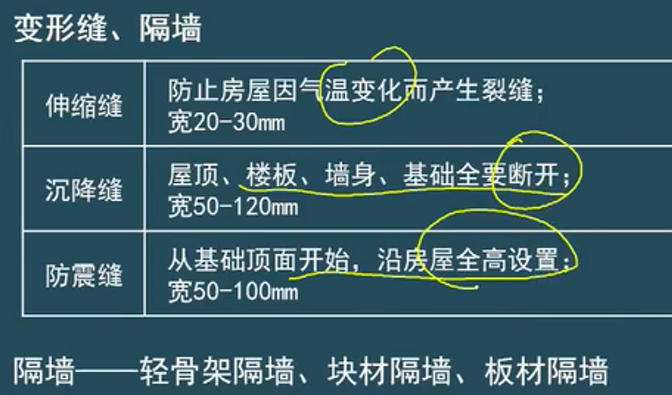 变形缝、隔墙
伸缩缝
防止房屋因气温变化而产生裂缝；
宽20-30mm
沉降缝
屋顶、楼板、墙身、基础全要断开；
宽50-120mm
防震缝
从基础顶面开始，沿房屋全高设置；
宽50-100mm
隔墙——轻骨架隔墙、块材隔墙、板材隔墙